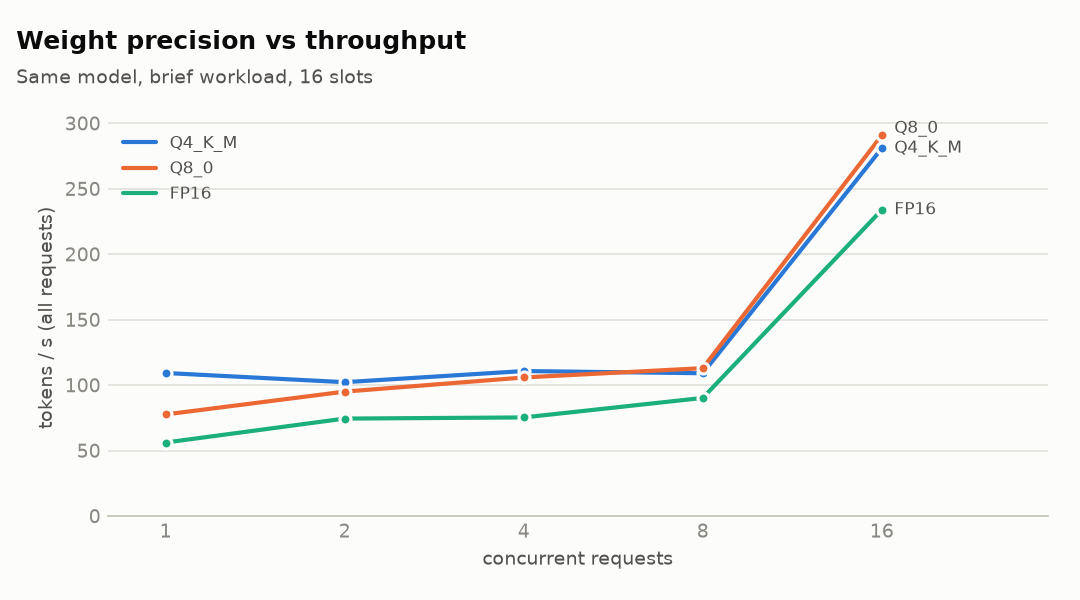 Weight precision vs throughput
Same model, brief workload, 16 slots
tokens / s (all requests)
300
250
200
150
100
50
0
Q4_K_M
Q8_0
FP16
Q8_0
Q4_K_M
FP16
1 2 4 8 16
concurrent requests